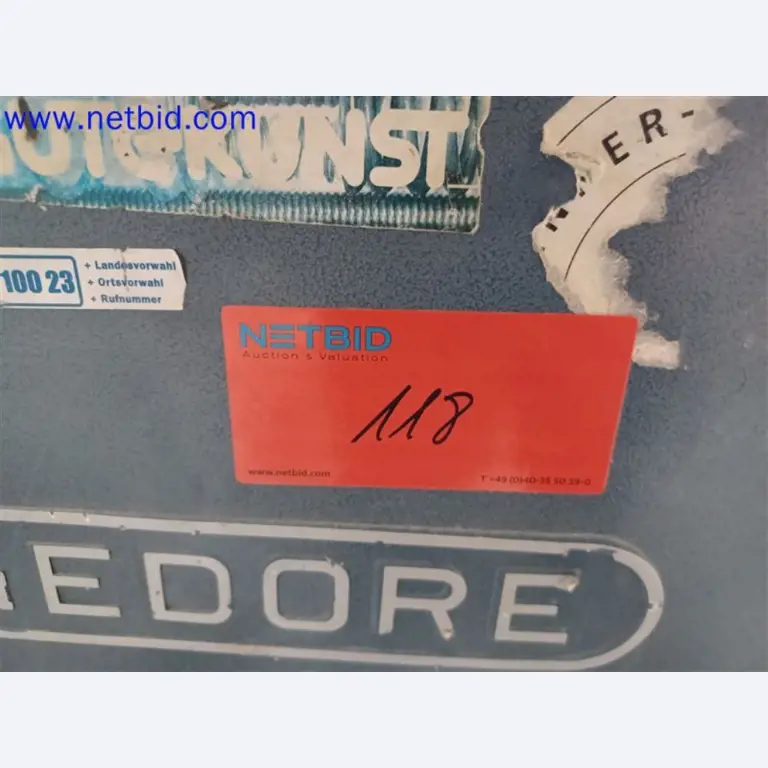 www.netbid.com
KUNST
ER-
100 23
+ Landesvorwahl
+ Ortsvorwahl
+ Rufnummer
NETBID
Auction & Valuation
118
www.netbid.com
EDORE